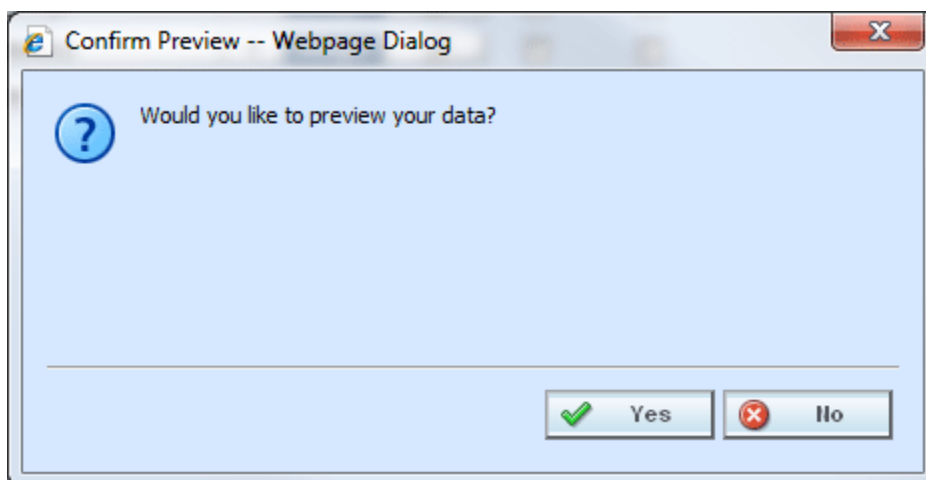 Confirm Preview -- Webpage Dialog
Would you like to preview your data?
Yes
No